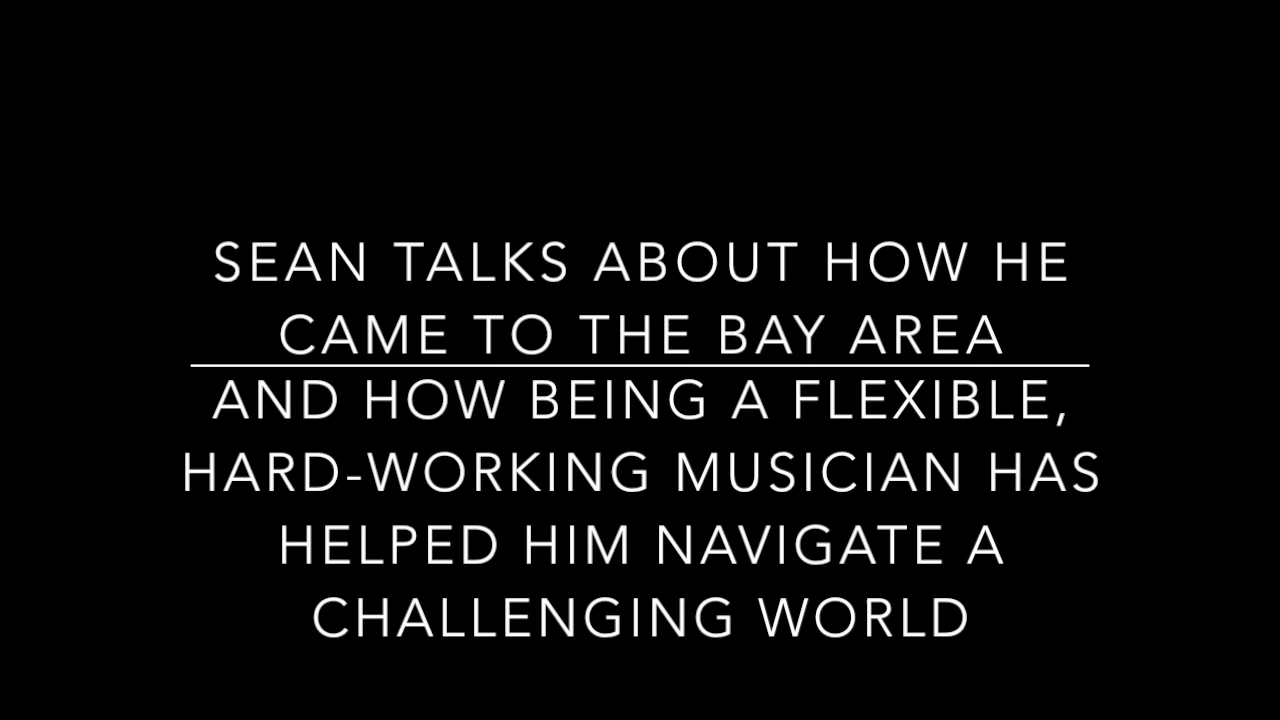 SEAN TALKS ABOUT HOW HE
CAME TO THE BAY AREA
AND HOW BEING A FLEXIBLE,
HARD-WORKING MUSICIAN HAS
HELPED HIM NAVIGATE A
CHALLENGING WORLD